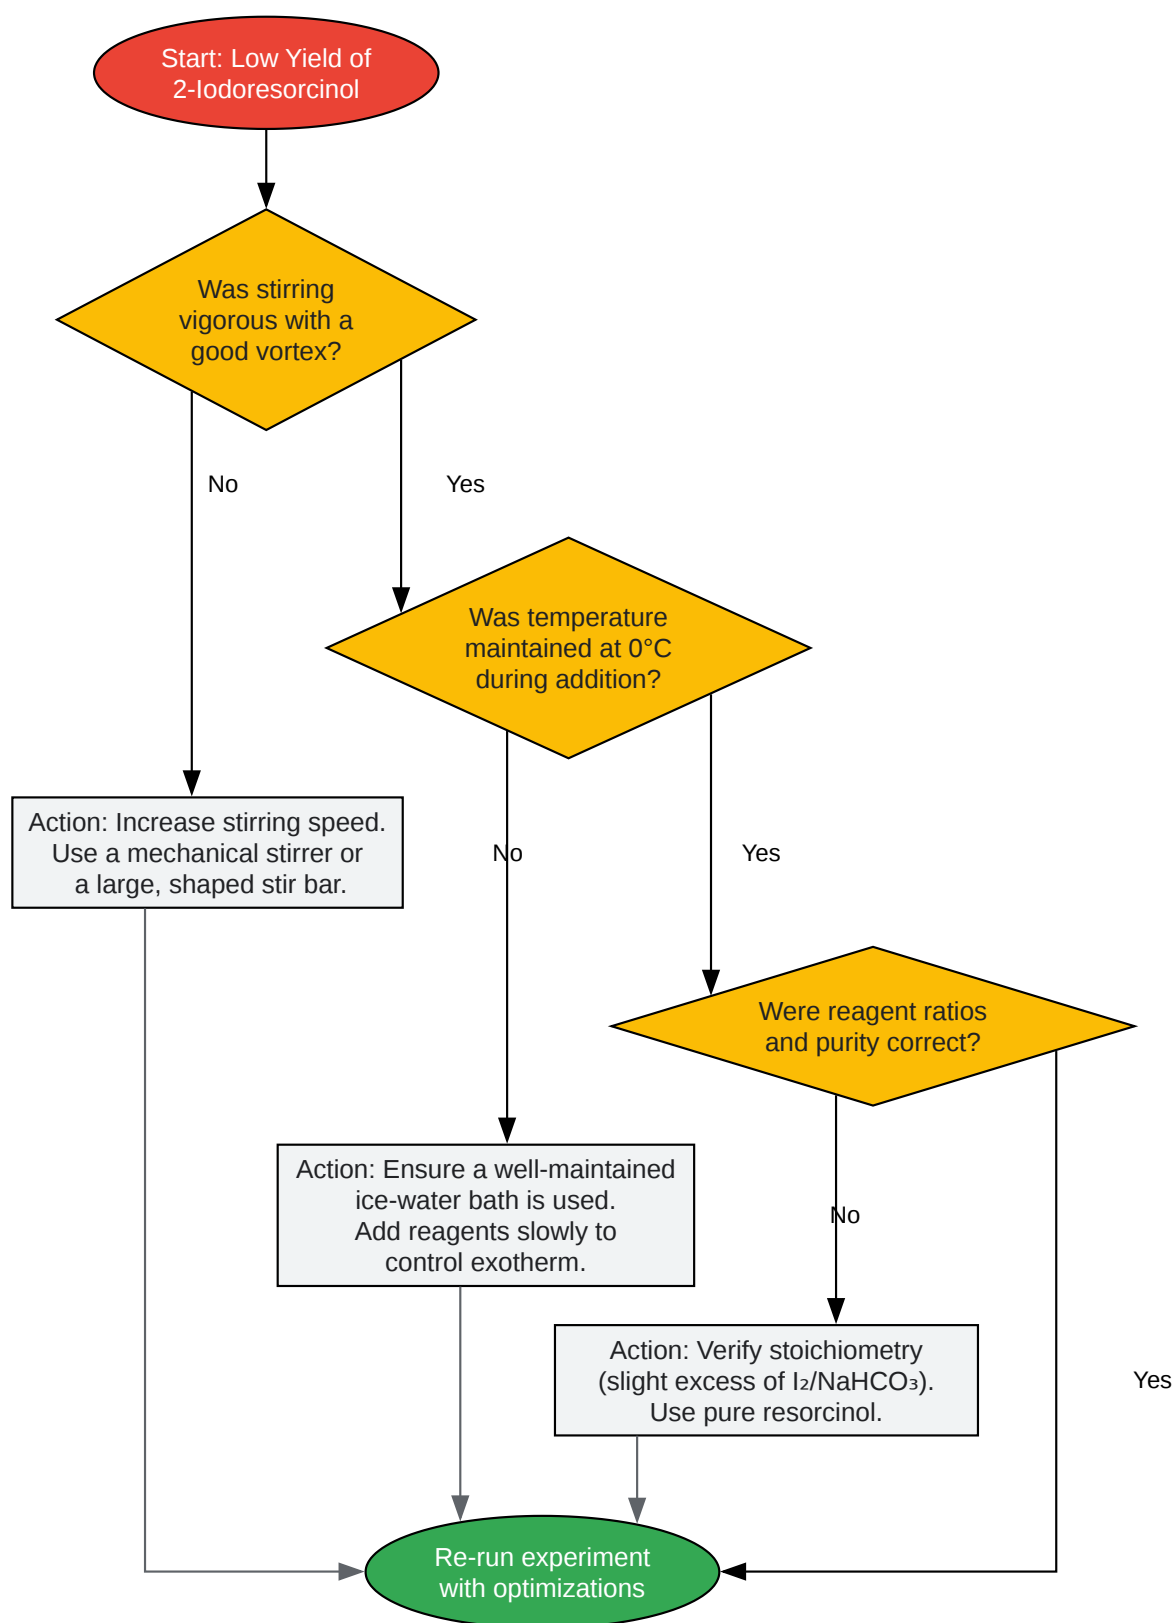 Start: Low Yield of
2-Iodoresorcinol
Was stirring
vigorous with a
good vortex?
No
Yes
Was temperature
maintained at 0°C
during addition?
Action: Increase stirring speed.
Use a mechanical stirrer or
a large, shaped stir bar.
No
Yes
Were reagent ratios
and purity correct?
Action: Ensure a well-maintained
ice-water bath is used.
Add reagents slowly to
control exotherm.
No
Action: Verify stoichiometry
(slight excess of I₂/NaHCO₃).
Use pure resorcinol.
Yes
Re-run experiment
with optimizations